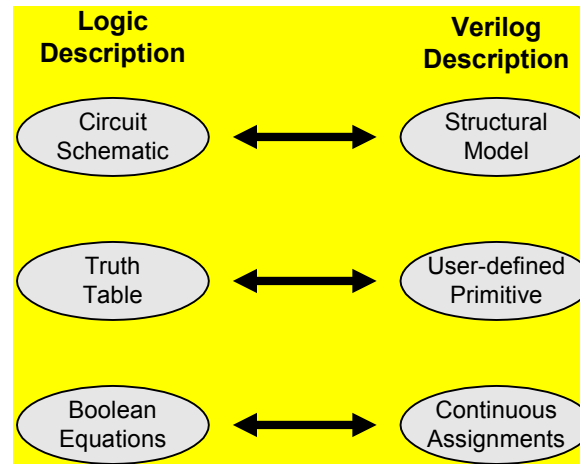 Logic
Description
Verilog
Description
Circuit
Schematic
Structural
Model
Truth
Table
User-defined
Primitive
Boolean
Equations
Continuous
Assignments